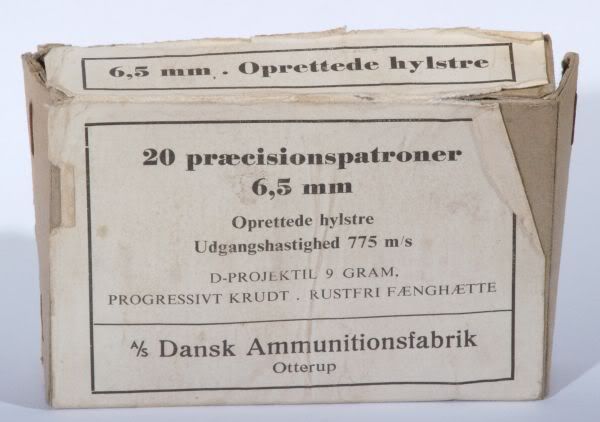 6,5 mm . Oprettede hylstre
20 præcisionspatroner
6,5 mm
Oprettede hylstre
Udgangshastighed 775 m/s
D-PROJEKTIL 9 GRAM.
PROGRESSIVT KRUDT . RUSTFRI FÆNGHÆTTE
A/S Dansk Ammunitionsfabrik
Otterup